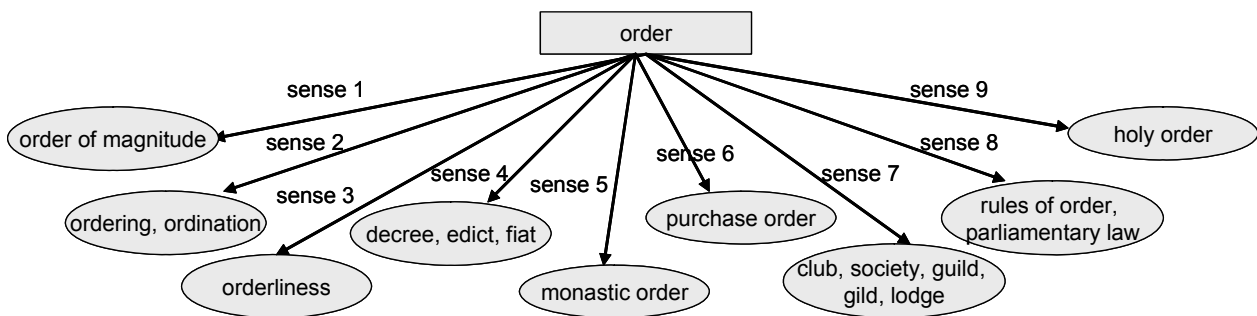 order
sense 1
sense 9
order of magnitude
holy order
sense 2
sense 8
sense 3
sense 4
sense 5
sense 6
sense 7
ordering, ordination
decree, edict, fiat
purchase order
rules of order,
parliamentary law
orderliness
monastic order
club, society, guild,
gild, lodge